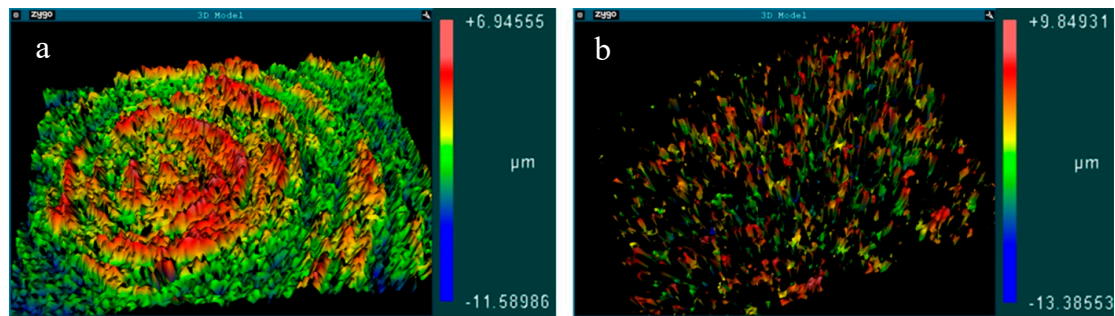 zygo 3D Model
a
+6.94555
µm
-11.58986
zygo 3D Model
b
+9.84931
µm
-13.38553